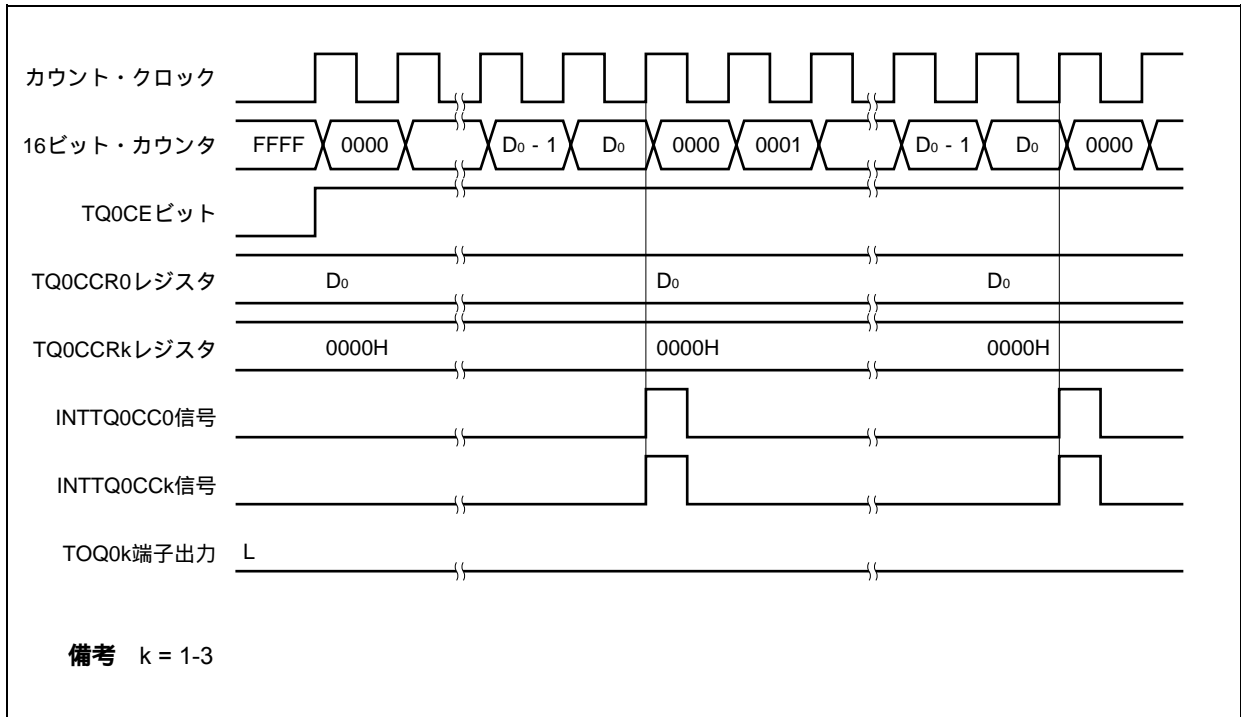 カウント・クロック
16ビット・カウンタ FFFF 0000 D0 - 1 D0 0000 0001 D0 - 1 D0 0000
TQ0CEビット
TQ0CCR0レジスタ D0 D0 D0
TQ0CCRkレジスタ 0000H 0000H 0000H
INTTQ0CC0信号
INTTQ0CCk信号
TOQ0k端子出力 L
備考 k = 1-3